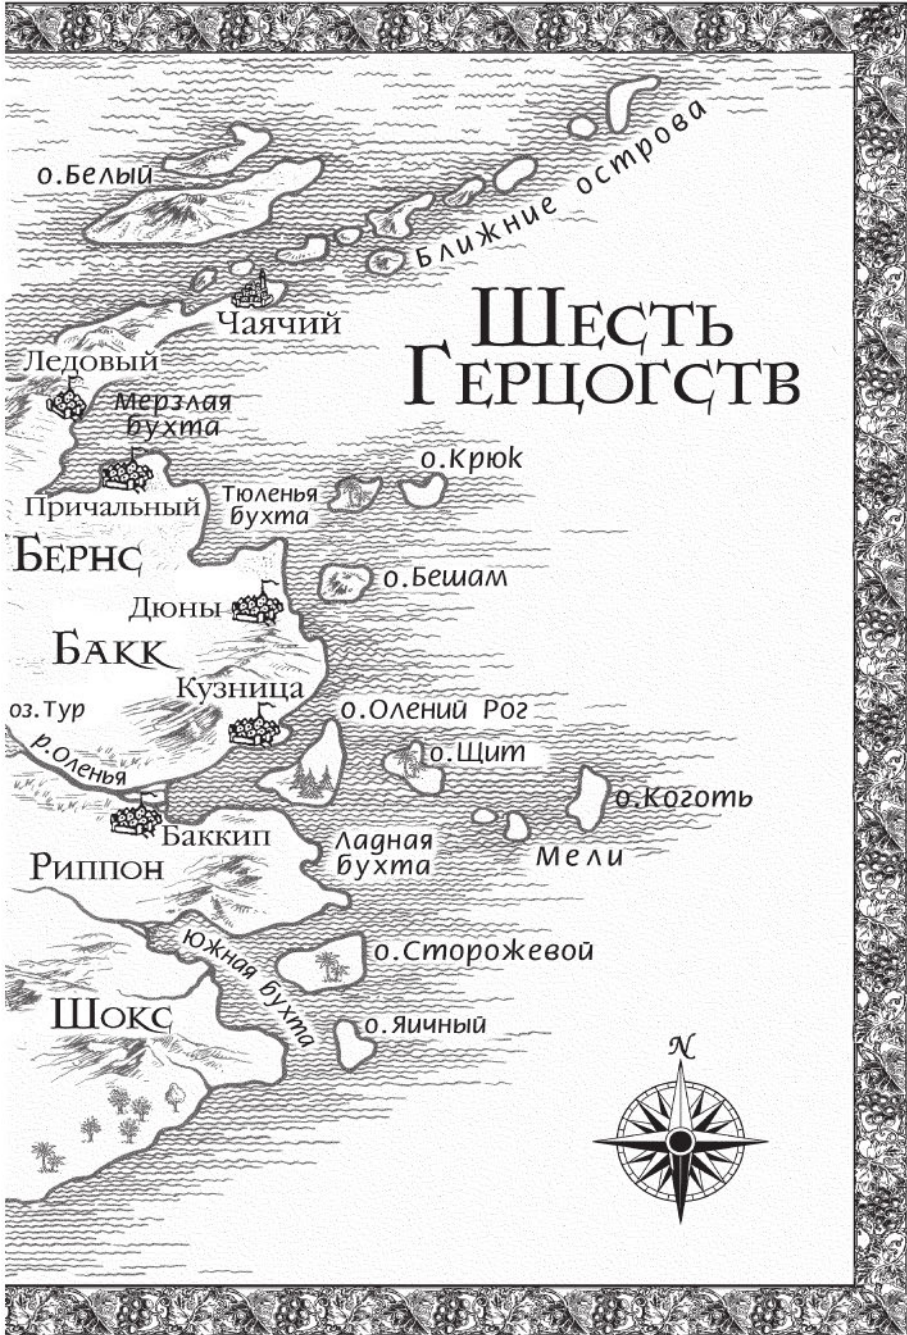 о.Белый
Ближние острова
Чаячий
Шесть
Герцогств
Ледовый
Мерзлая
бухта
о.Крюк
Причальный
Тюленья
бухта
Бернс
о.Бешам
Дюны
Бакк
Кузница
оз.Тур
о.Олений Рог
р.Оленья
о.Щит
о.Коготь
Баккип
Ладная
бухта
Мели
Риппон
Южная бухта
о.Сторожевой
Шокс
о.Яичный
N